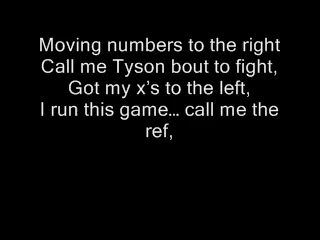 Moving numbers to the right
Call me Tyson bout to fight,
Got my x’s to the left,
I run this game… call me the
ref,